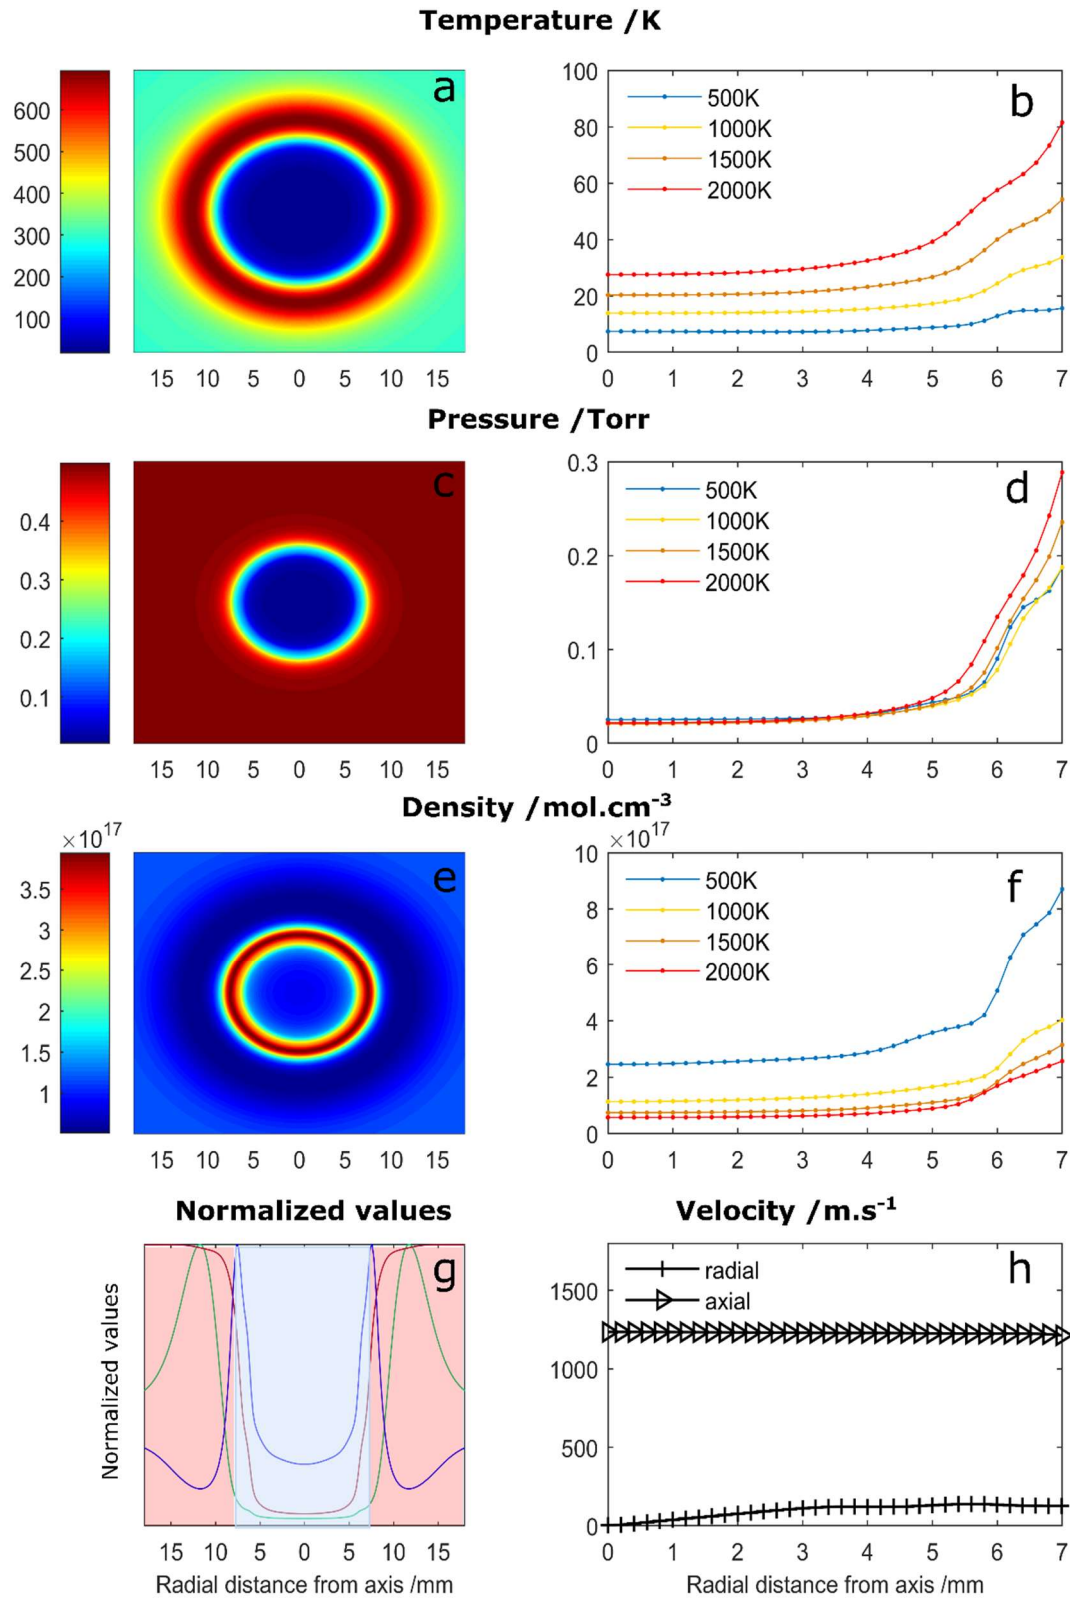 Temperature /K
a
600
500
400
300
200
100
15 10 5 0 5 10 15
b
100
80
60
40
20
0
500K
1000K
1500K
2000K
0 1 2 3 4 5 6 7
Pressure /Torr
c
0.4
0.3
0.2
0.1
15 10 5 0 5 10 15
d
0.3
0.2
0.1
0
500K
1000K
1500K
2000K
0 1 2 3 4 5 6 7
Density /mol.cm⁻³
×10¹⁷
e
3.5
3
2.5
2
1.5
1
15 10 5 0 5 10 15
×10¹⁷
f
10
8
6
4
2
0
500K
1000K
1500K
2000K
0 1 2 3 4 5 6 7
Normalized values
g
Normalized values
15 10 5 0 5 10 15
Radial distance from axis /mm
Velocity /m.s⁻¹
h
radial
axial
1500
1000
500
0
0 1 2 3 4 5 6 7
Radial distance from axis /mm